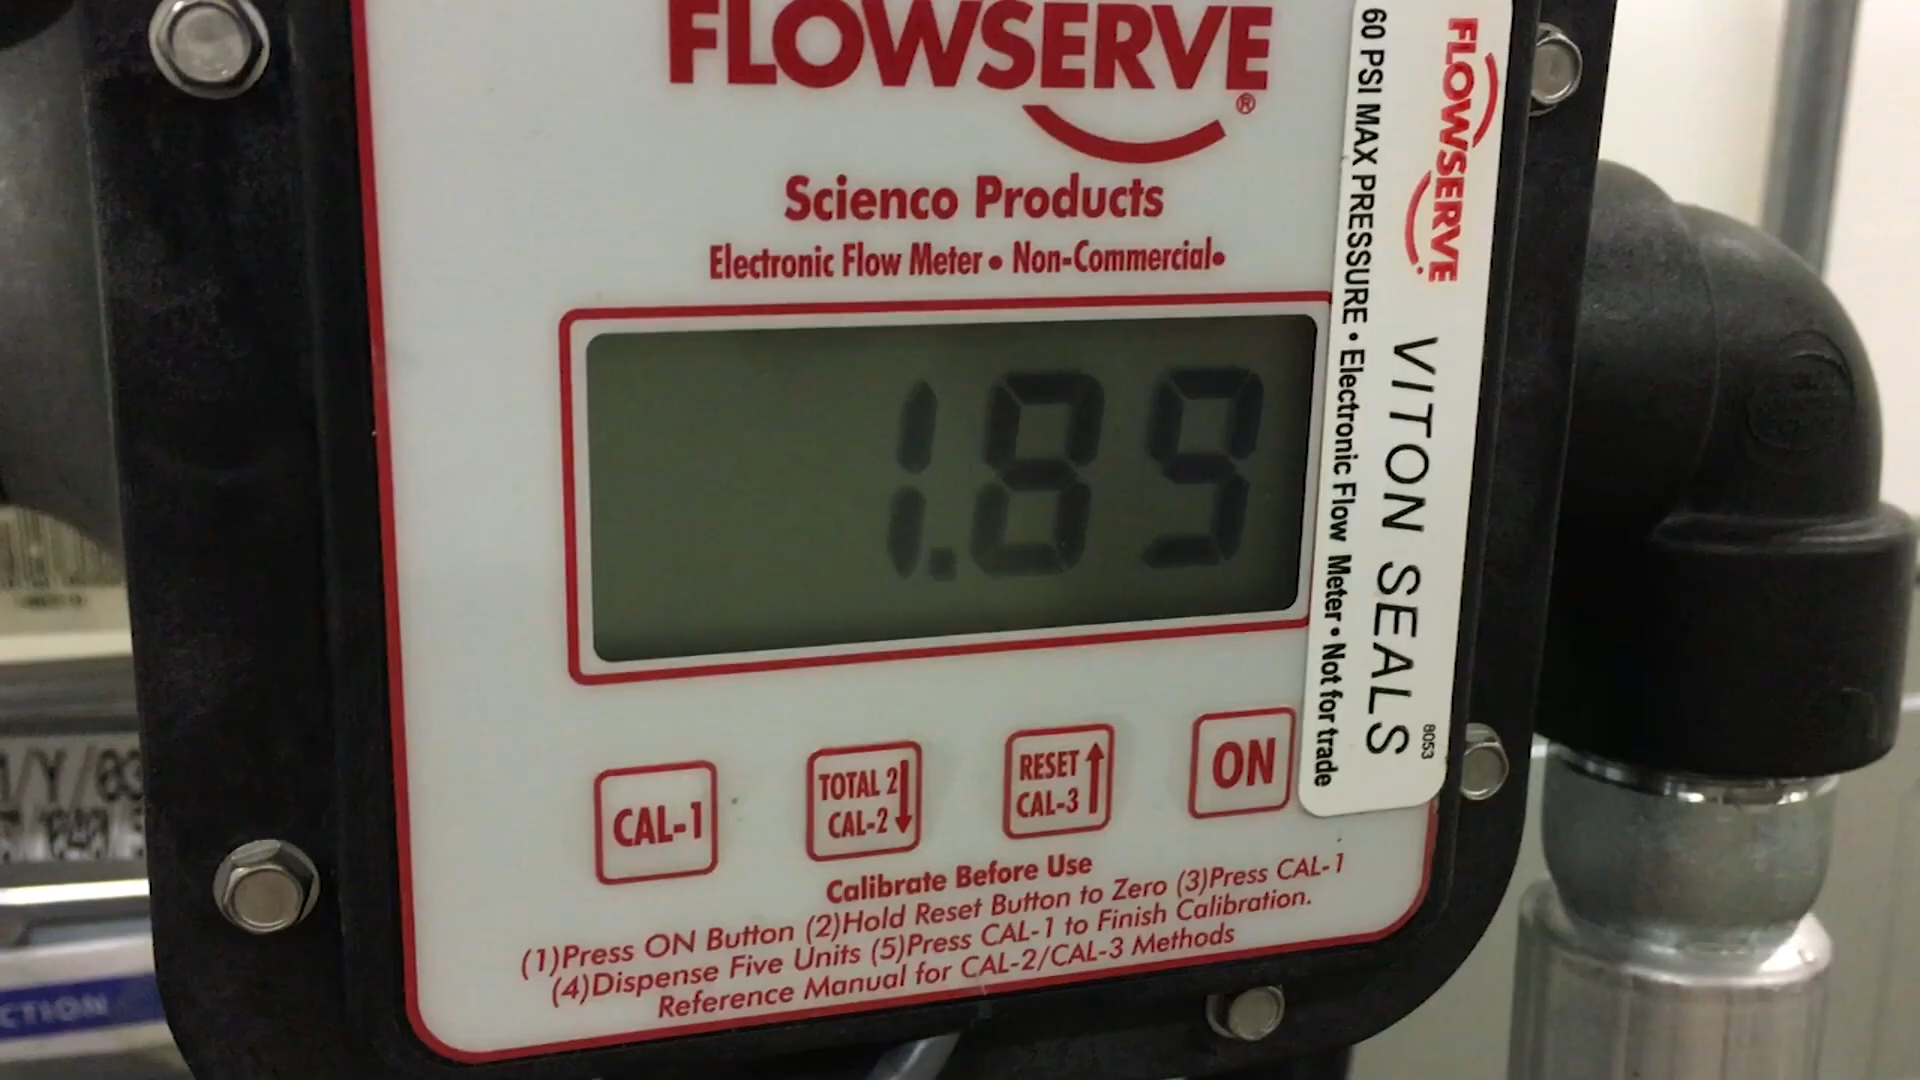 FLOWSERVE®
Scienco Products
Electronic Flow Meter • Non-Commercial•
1.89
CAL-1
TOTAL 2
CAL-2
RESET
CAL-3
ON
Calibrate Before Use
(1)Press ON Button (2)Hold Reset Button to Zero (3)Press CAL-1
(4)Dispense Five Units (5)Press CAL-1 to Finish Calibration.
Reference Manual for CAL-2/CAL-3 Methods
FLOWSERVE
VITON SEALS
8053
60 PSI MAX PRESSURE • Electronic Flow Meter • Not for trade
CTION